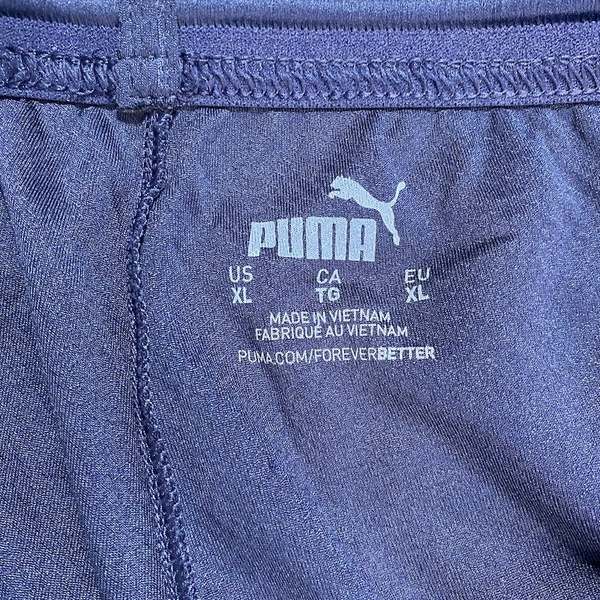 PUMA
US CA EU
XL TG XL
MADE IN VIETNAM
FABRIQUÉ AU VIETNAM
PUMA.COM/FOREVERBETTER